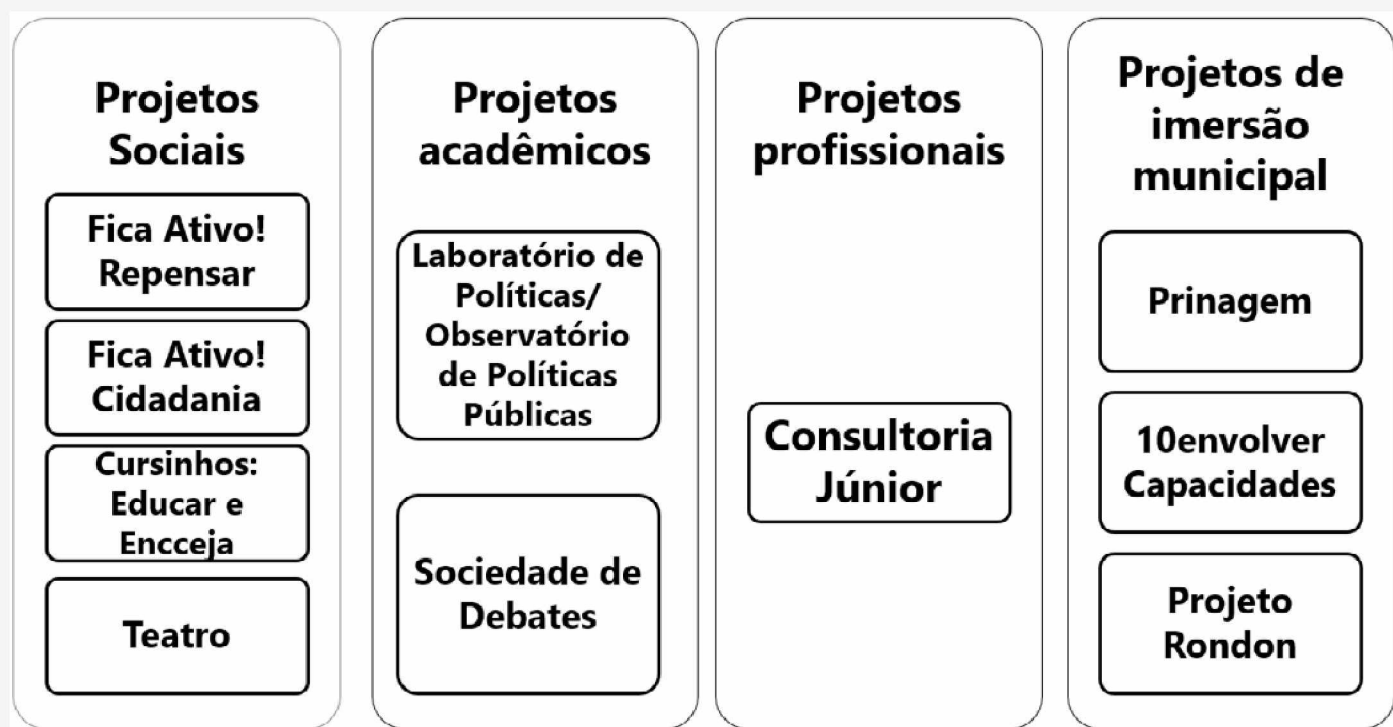 Projetos
Sociais
Fica Ativo!
Repensar
Fica Ativo!
Cidadania
Cursinhos:
Educar e
Encceja
Teatro
Projetos
acadêmicos
Laboratório de
Políticas/
Observatório
de Políticas
Públicas
Sociedade de
Debates
Projetos
profissionais
Consultoria
Júnior
Projetos de
imersão
municipal
Prinagem
10envolver
Capacidades
Projeto
Rondon